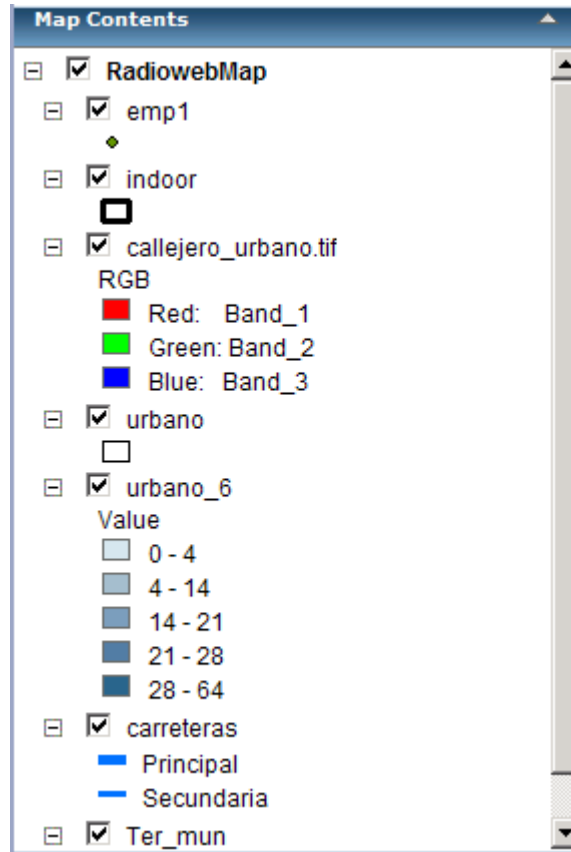 Map Contents
RadiowebMap
emp1
indoor
callejero_urbano.tif
RGB
Red: Band_1
Green: Band_2
Blue: Band_3
urbano
urbano_6
Value
0 - 4
4 - 14
14 - 21
21 - 28
28 - 64
carreteras
Principal
Secundaria
Ter_mun